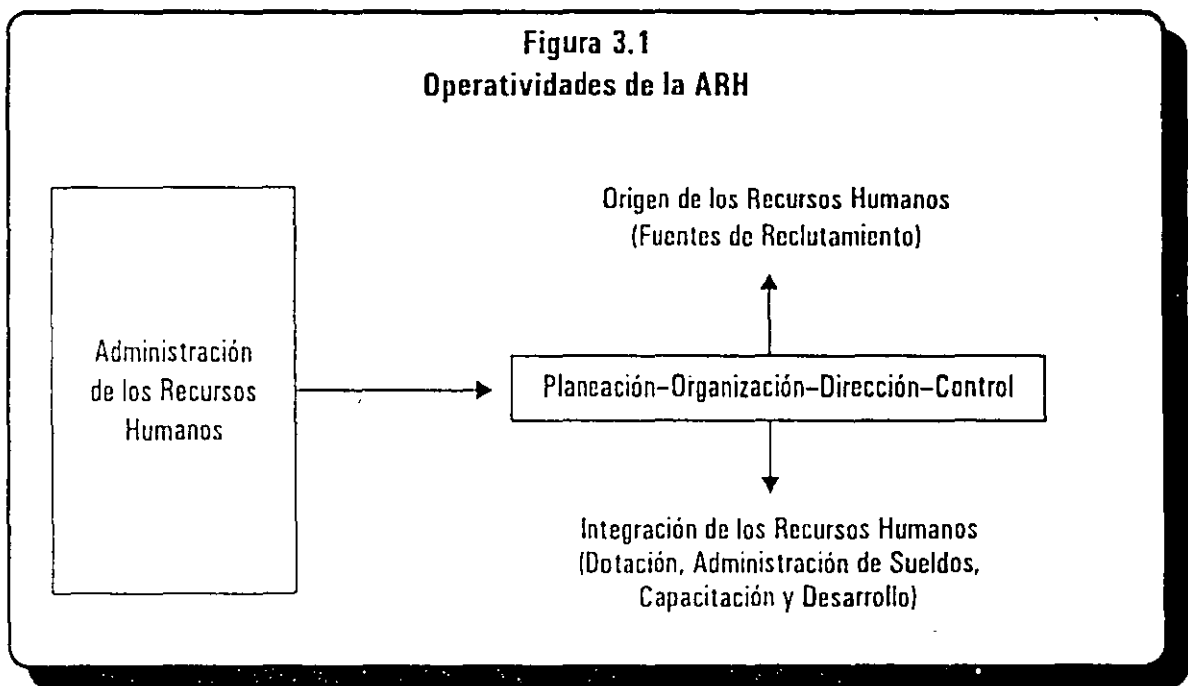 Figura 3.1
Operatividades de la ARH
Origen de los Recursos Humanos
(Fuentes de Reclutamiento)
Administración
de los Recursos
Humanos
Planeación–Organización–Dirección–Control
Integración de los Recursos Humanos
(Dotación, Administración de Sueldos,
Capacitación y Desarrollo)